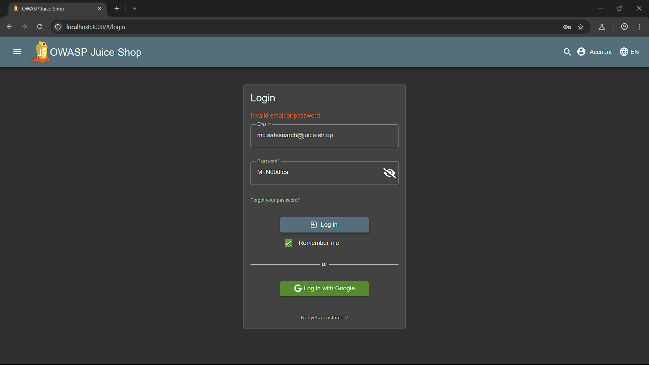 OWASP Juice Shop
localhost:3000/#/login
OWASP Juice Shop
Account
EN
Login
Invalid email or password.
Email
mc.safesearch@juice-sh.op
Password
Mr. N00dles
Forgot your password?
Log in
Remember me
or
Log in with Google
Not yet a customer?